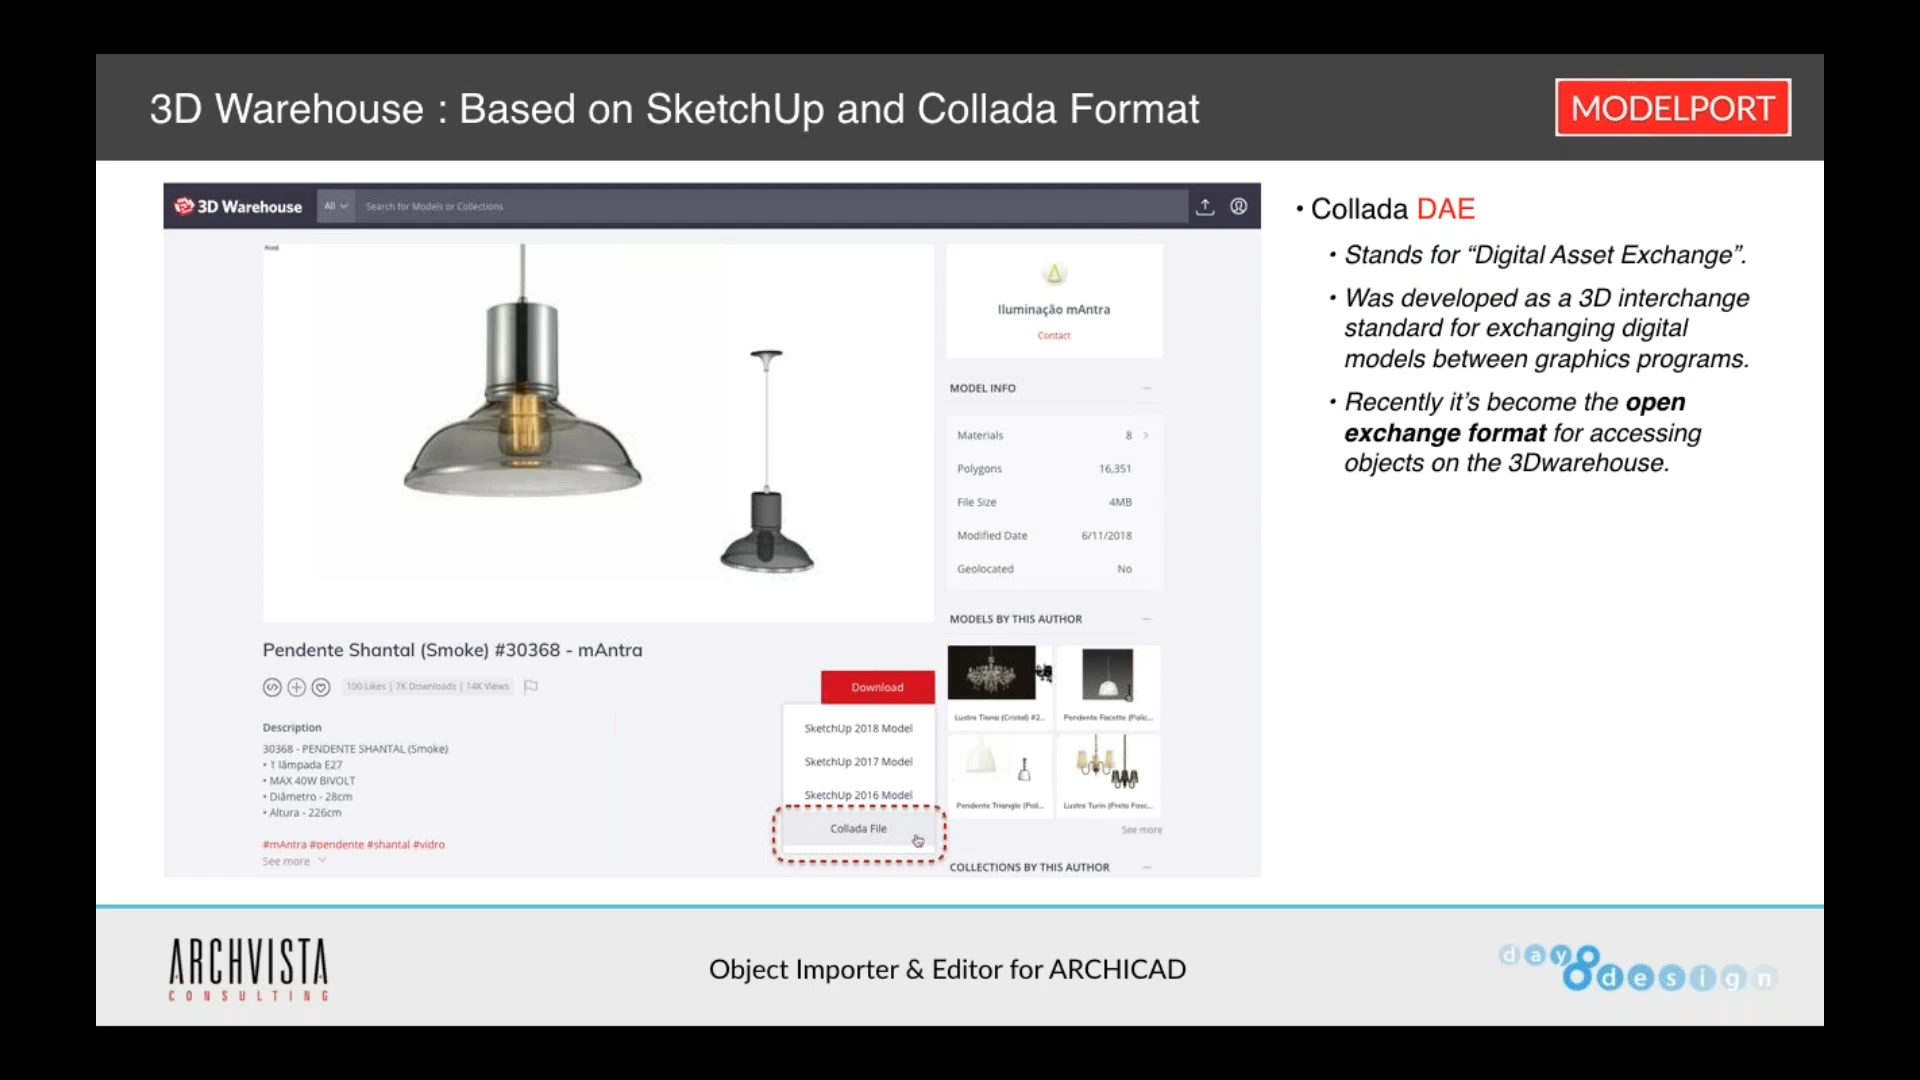 3D Warehouse : Based on SketchUp and Collada Format
MODELPORT
3D Warehouse
All
Search for Models or Collections
Iluminação mAntra
Contact
MODEL INFO
Materials 8
Polygons 16,351
File Size 4MB
Modified Date 6/11/2018
Geolocated No
MODELS BY THIS AUTHOR
Lustre Tiana (Cristal) #2...
Pendente Facette (Polic...
Pendente Triangle (Poli...
Lustre Turin (Preto Fosc...
See more
COLLECTIONS BY THIS AUTHOR
Pendente Shantal (Smoke) #30368 - mAntra
100 Likes | 7K Downloads | 14K Views
Download
SketchUp 2018 Model
SketchUp 2017 Model
SketchUp 2016 Model
Collada File
Description
30368 - PENDENTE SHANTAL (Smoke)
• 1 lâmpada E27
• MAX 40W BIVOLT
• Diâmetro - 28cm
• Altura - 226cm
#mAntra #pendente #shantal #vidro
See more
• Collada DAE
• Stands for “Digital Asset Exchange”.
• Was developed as a 3D interchange
standard for exchanging digital
models between graphics programs.
• Recently it’s become the open
exchange format for accessing
objects on the 3Dwarehouse.
ARCHVISTA
CONSULTING
Object Importer & Editor for ARCHICAD
day8design